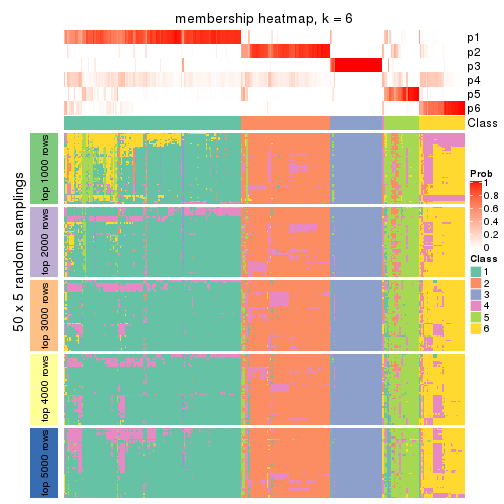 membership heatmap, k = 6
p1
p2
p3
p4
p5
p6
Class
50 x 5 random samplings
top 1000 rows
top 2000 rows
top 3000 rows
top 4000 rows
top 5000 rows
Prob
1
0.8
0.6
0.4
0.2
0
Class
1
2
3
4
5
6